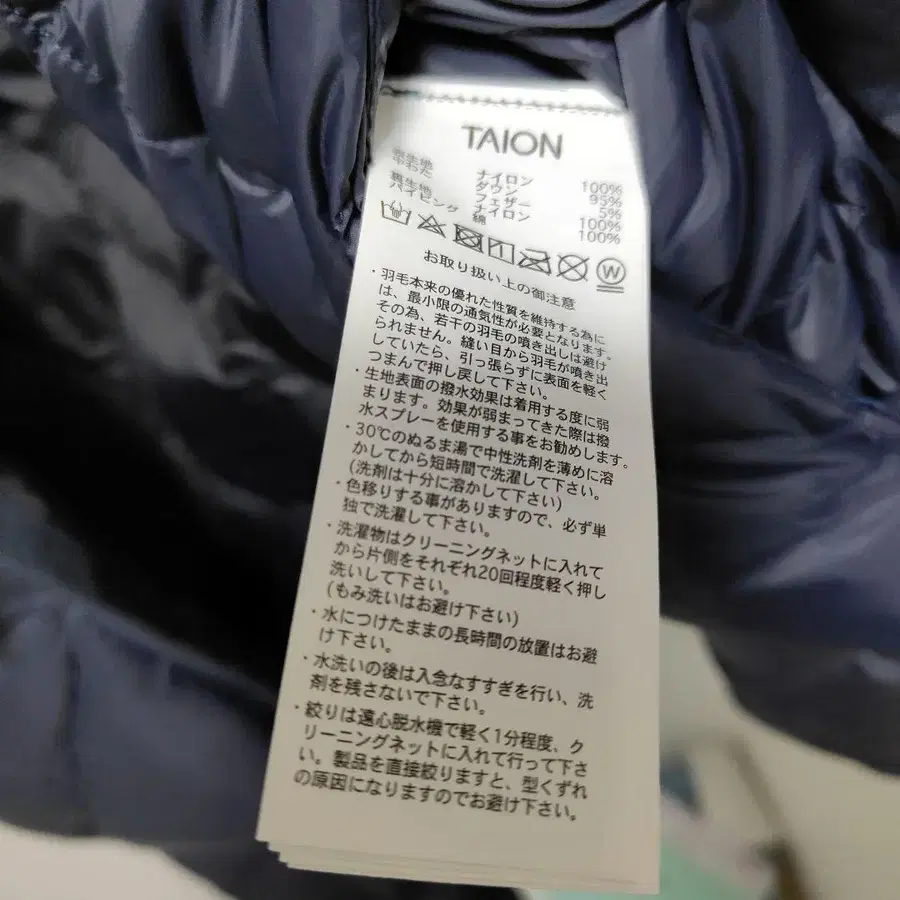 TAION
表生地 ナイロン 100%
中わた ダウン 95%
フェザー 5%
裏生地 ナイロン 100%
パイピング 綿 100%
W
お取り扱い上の御注意
・羽毛本来の優れた性質を維持する為に
は、最小限の通気性が必要となります。
その為、若干の羽毛の噴き出しは避け
られません。縫い目から羽毛が噴き出
していたら、引っ張らずに表面を軽く
つまんで押し戻して下さい。
・生地表面の撥水効果は着用する度に弱
まります。効果が弱まってきた際は撥
水スプレーを使用する事をお勧めします。
・30℃のぬるま湯で中性洗剤を薄めに溶
かしてから短時間で洗濯して下さい。
(洗剤は十分に溶かして下さい)
・色移りする事がありますので、必ず単
独で洗濯して下さい。
・洗濯物はクリーニングネットに入れて
から片側をそれぞれ20回程度軽く押し
洗いして下さい。
(もみ洗いはお避け下さい)
・水につけたままの長時間の放置はお避
け下さい。
・水洗いの後は入念なすすぎを行い、洗
剤を残さないで下さい。
・絞りは遠心脱水機で軽く1分程度、ク
リーニングネットに入れて行って下さ
い。製品を直接絞りますと、型くずれ
の原因になりますのでお避け下さい。